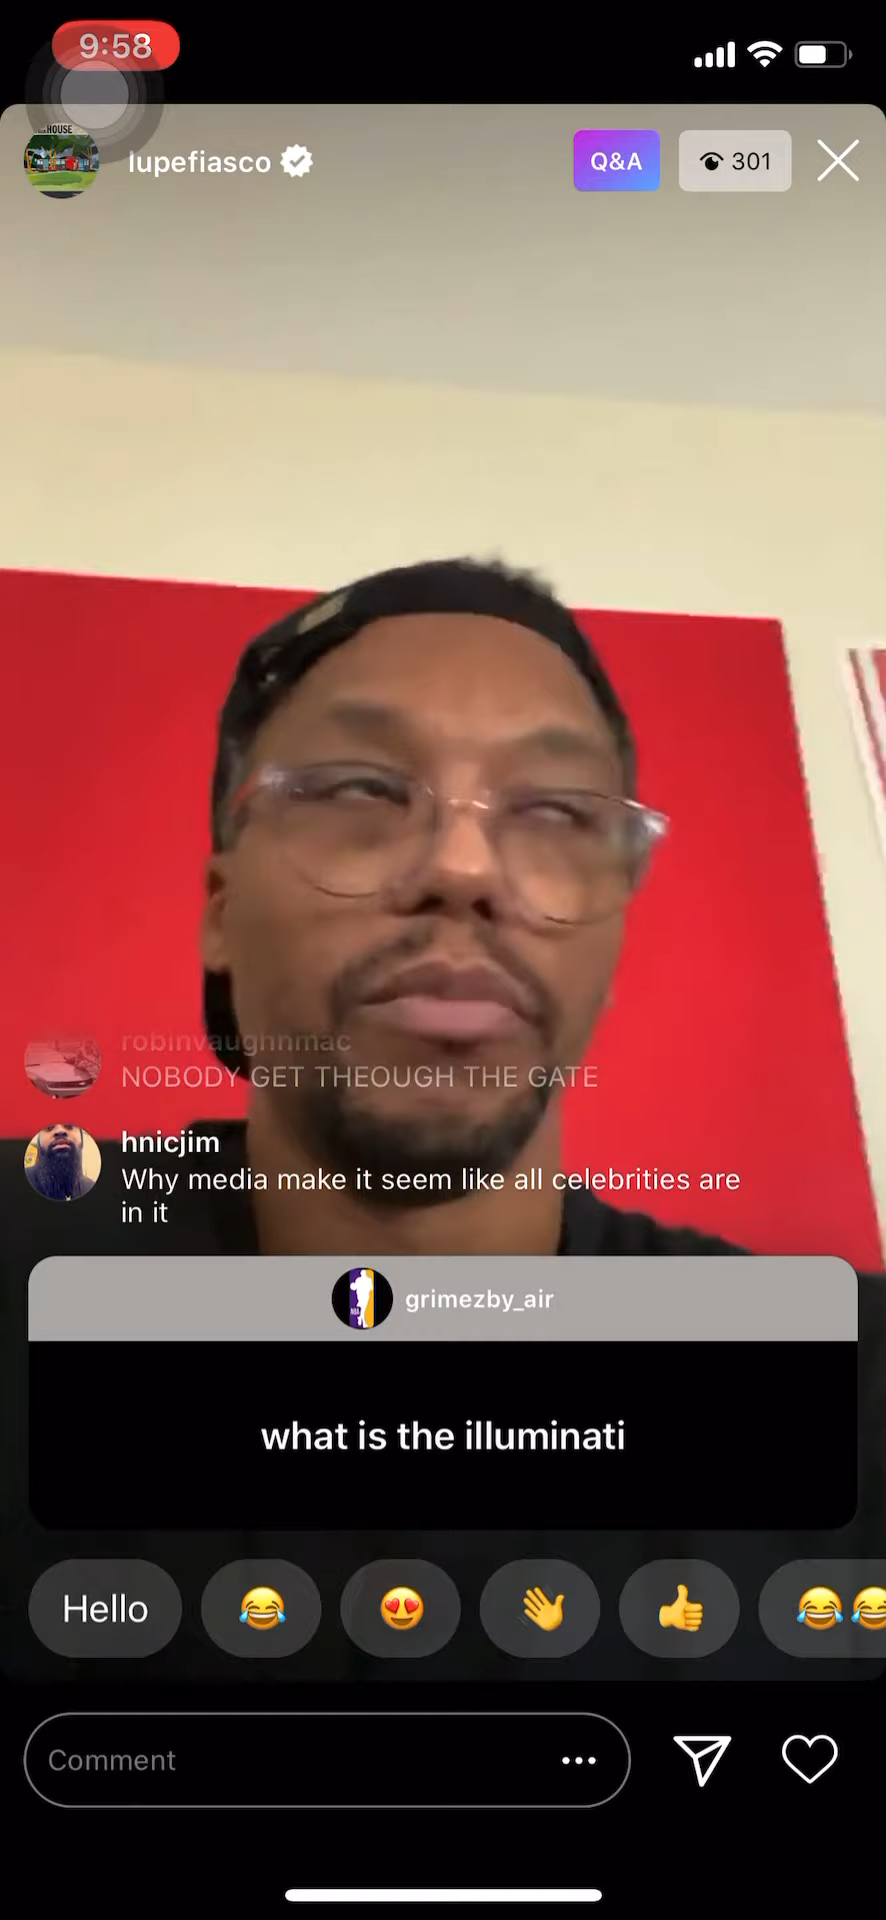 9:58
HOUSE
lupefiasco
Q&A
301
robinvaughnmac
NOBODY GET THEOUGH THE GATE
hnicjim
Why media make it seem like all celebrities are
in it
NBA
grimezby_air
what is the illuminati
Hello
Comment